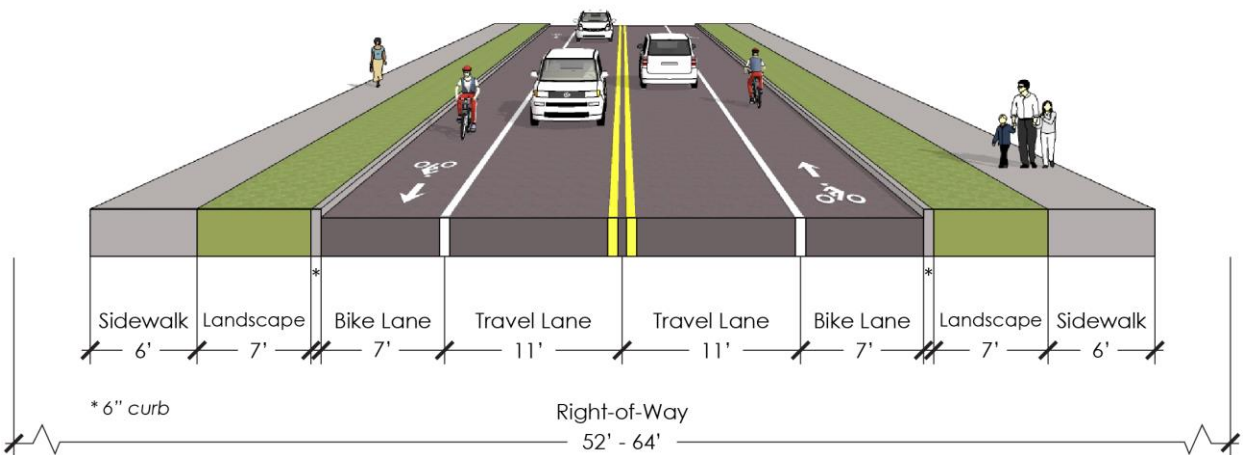 *
*
Sidewalk Landscape Bike Lane Travel Lane Travel Lane Bike Lane Landscape Sidewalk
6’ 7’ 7’ 11’ 11’ 7’ 7’ 6’
* 6” curb
Right-of-Way
52’ - 64’